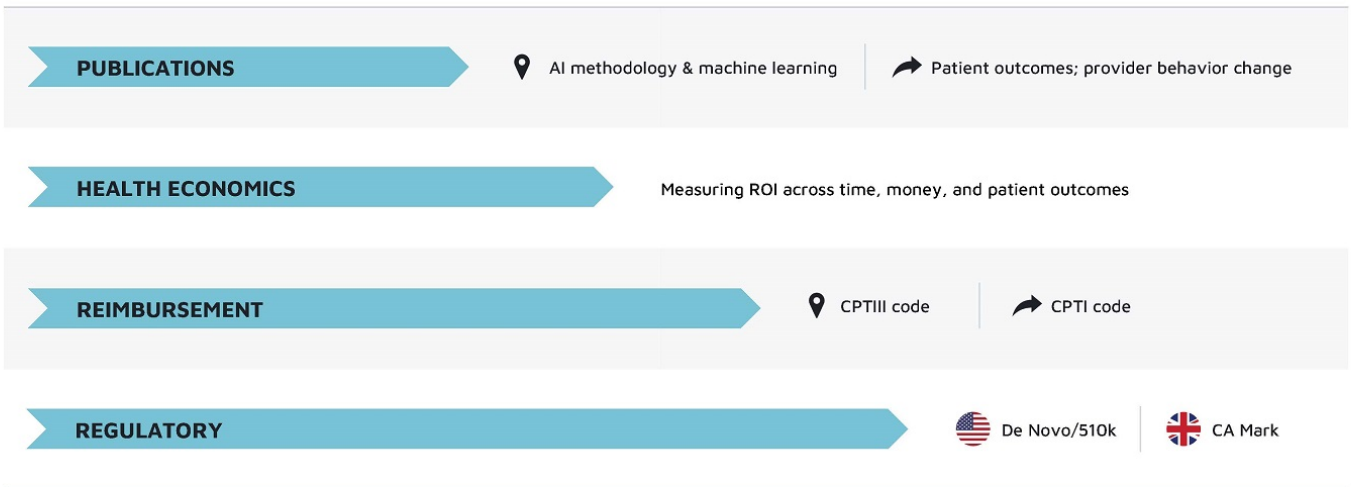 PUBLICATIONS
AI methodology & machine learning
Patient outcomes; provider behavior change
HEALTH ECONOMICS
Measuring ROI across time, money, and patient outcomes
REIMBURSEMENT
CPTIII code
CPTI code
REGULATORY
De Novo/510k
CA Mark